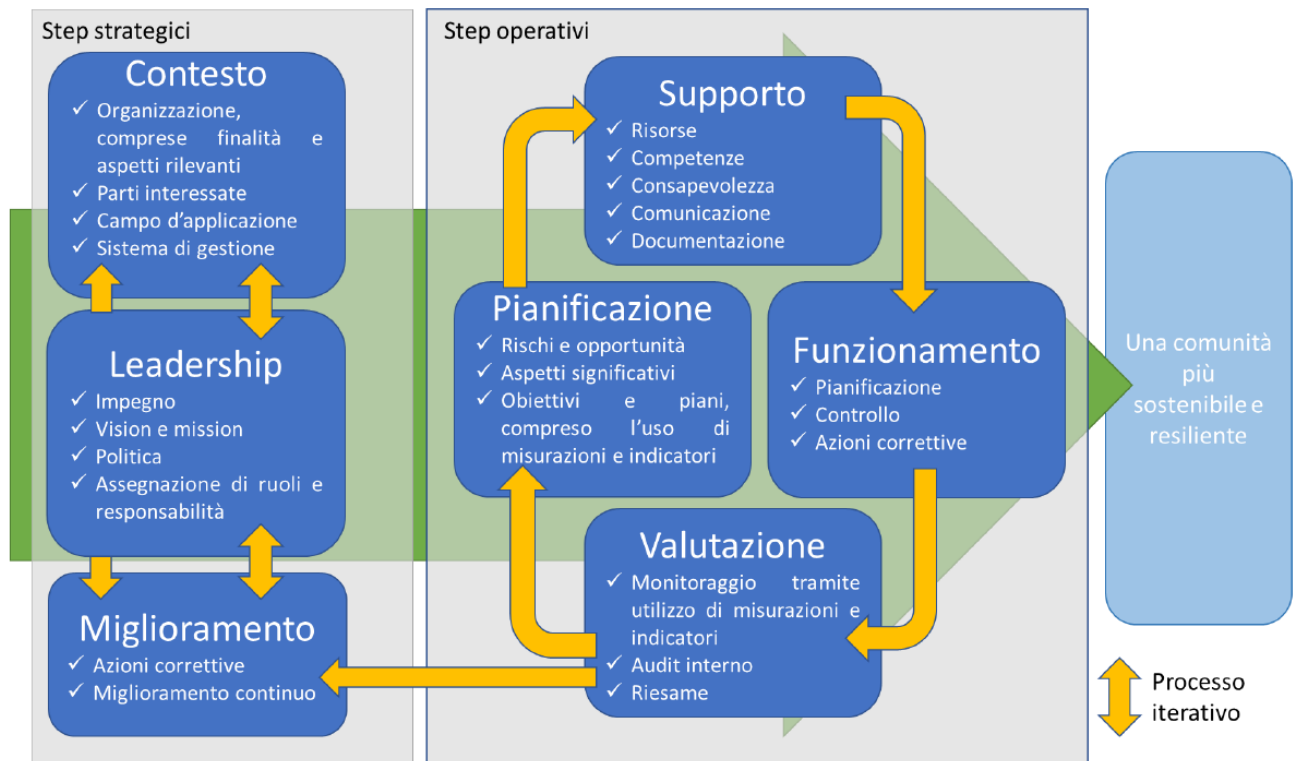 Step strategici
Contesto
✓ Organizzazione,
comprese finalità e
aspetti rilevanti
✓ Parti interessate
✓ Campo d'applicazione
✓ Sistema di gestione
Leadership
✓ Impegno
✓ Vision e mission
✓ Politica
✓ Assegnazione di ruoli e
responsabilità
Miglioramento
✓ Azioni correttive
✓ Miglioramento continuo
Step operativi
Supporto
✓ Risorse
✓ Competenze
✓ Consapevolezza
✓ Comunicazione
✓ Documentazione
Pianificazione
✓ Rischi e opportunità
✓ Aspetti significativi
✓ Obiettivi e piani,
compreso l'uso di
misurazioni e indicatori
Funzionamento
✓ Pianificazione
✓ Controllo
✓ Azioni correttive
Valutazione
✓ Monitoraggio tramite
utilizzo di misurazioni e
indicatori
✓ Audit interno
✓ Riesame
Una comunità
più
sostenibile e
resiliente
Processo
iterativo